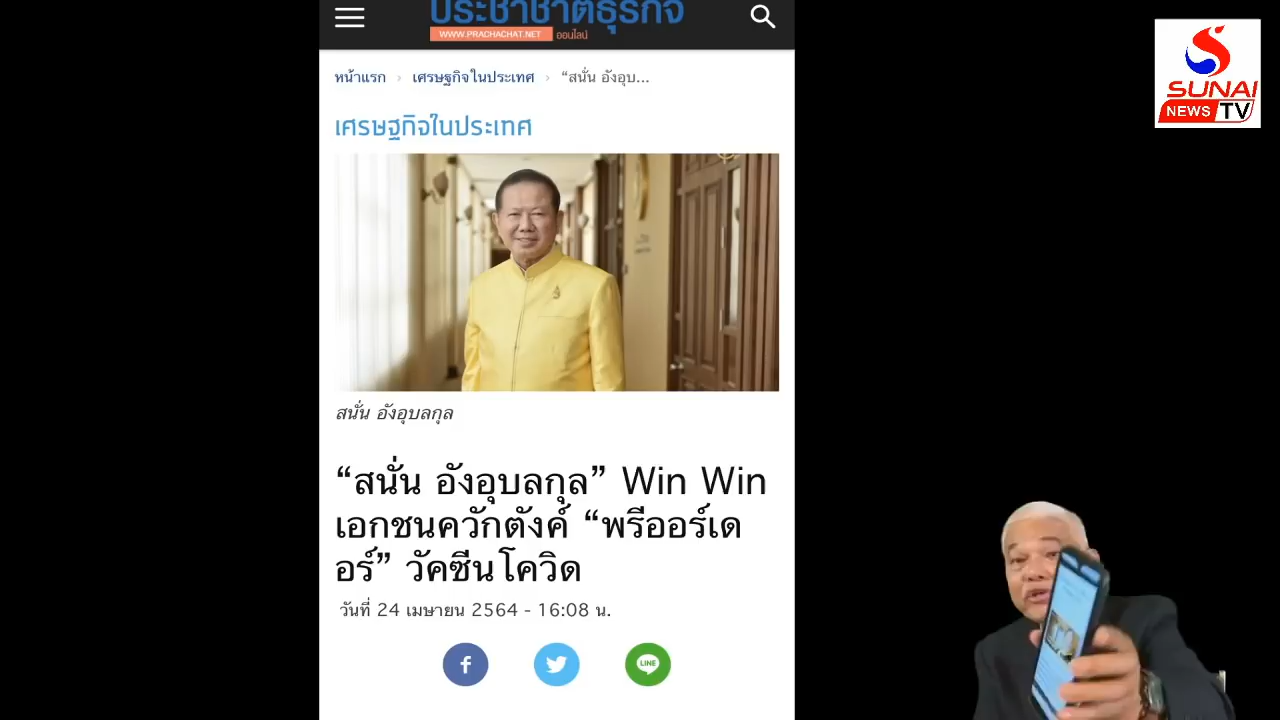 ประชาชาติธุรกิจ
WWW.PRACHACHAT.NET ออนไลน์
SUNAI
NEWS TV
หน้าแรก › เศรษฐกิจในประเทศ › “สนั่น อังอุบ...
เศรษฐกิจในประเทศ
สนั่น อังอุบลกุล
“สนั่น อังอุบลกุล” Win Win
เอกชนควักตังค์ “พรีออร์เด
อร์” วัคซีนโควิด
วันที่ 24 เมษายน 2564 - 16:08 น.
f
LINE